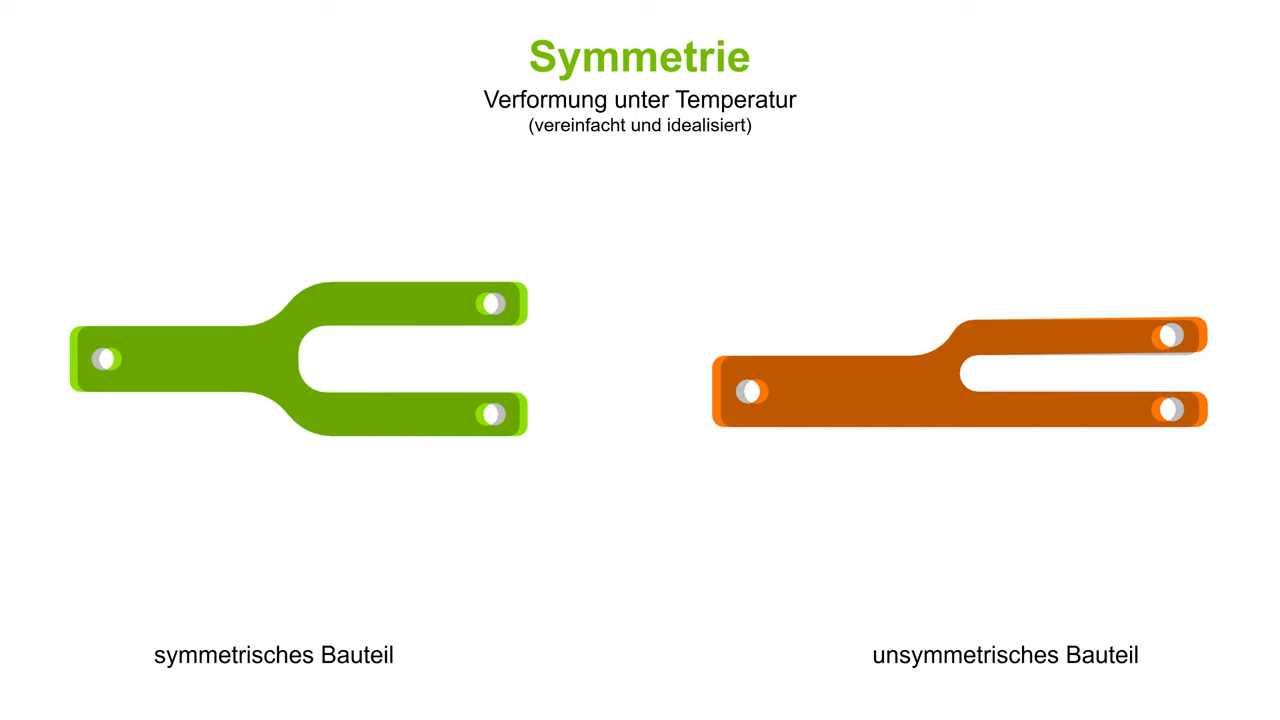 Symmetrie
Verformung unter Temperatur
(vereinfacht und idealisiert)
symmetrisches Bauteil
unsymmetrisches Bauteil